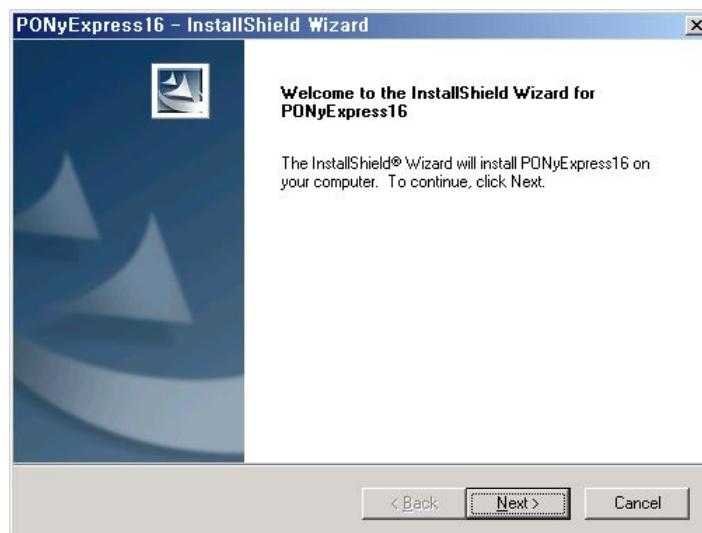 PONyExpress16 - InstallShield Wizard
Welcome to the InstallShield Wizard for
PONyExpress16
The InstallShield® Wizard will install PONyExpress16 on
your computer. To continue, click Next.
< Back
Next >
Cancel